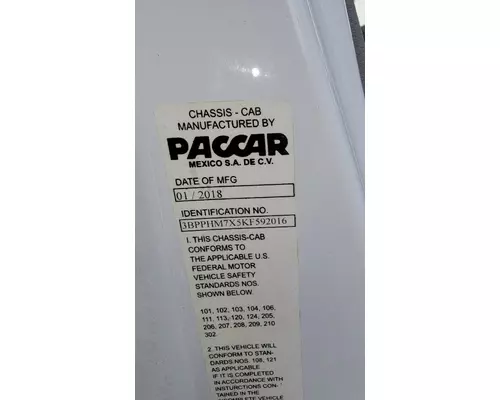 CHASSIS - CAB
MANUFACTURED BY
PACCAR
MEXICO S.A. DE C.V.
DATE OF MFG
01 / 2018
IDENTIFICATION NO.
3BPPHM7X5KF592016
1. THIS CHASSIS-CAB
CONFORMS TO
THE APPLICABLE U.S.
FEDERAL MOTOR
VEHICLE SAFETY
STANDARDS NOS.
SHOWN BELOW.
101, 102, 103, 104, 106,
111, 113, 120, 124, 205,
206, 207, 208, 209, 210
302.
2. THIS VEHICLE WILL
CONFORM TO STAN-
DARDS NOS. 108, 121
AS APPLICABLE
IF IT IS COMPLETED
IN ACCORDANCE WITH
INSTURCTIONS CON-
TAINED IN THE
INCOMPLETE VEHICLE